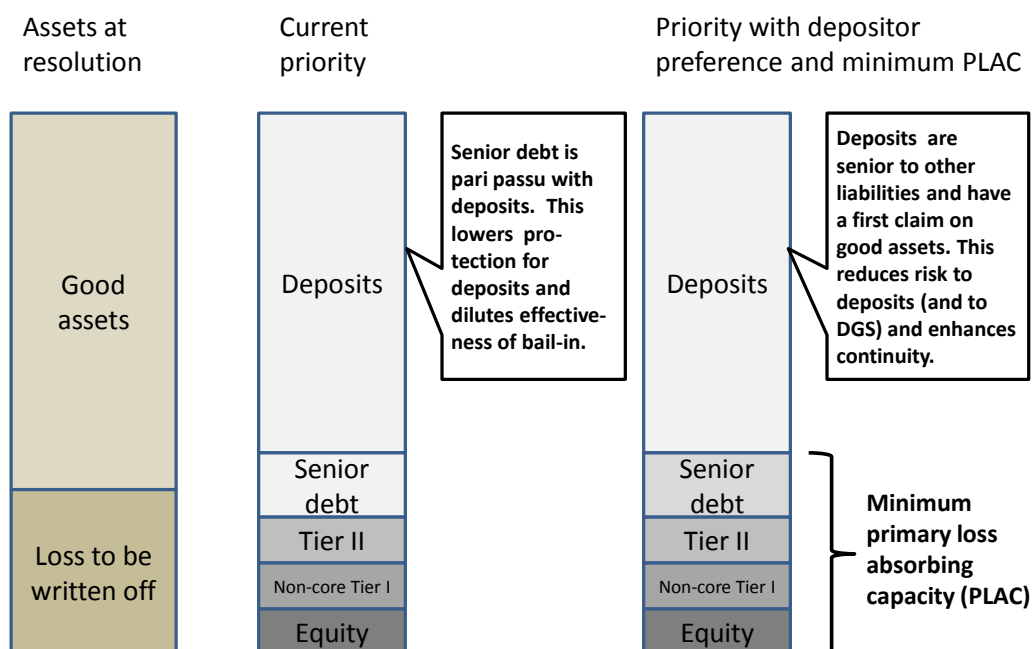 Assets at
resolution
Current
priority
Priority with depositor
preference and minimum PLAC
Good
assets
Loss to be
written off
Deposits
Senior
debt
Tier II
Non-core Tier I
Equity
Senior debt is
pari passu with
deposits. This
lowers pro-
tection for
deposits and
dilutes effective-
ness of bail-in.
Deposits
Senior
debt
Tier II
Non-core Tier I
Equity
Deposits are
senior to other
liabilities and have
a first claim on
good assets. This
reduces risk to
deposits (and to
DGS) and enhances
continuity.
Minimum
primary loss
absorbing
capacity (PLAC)